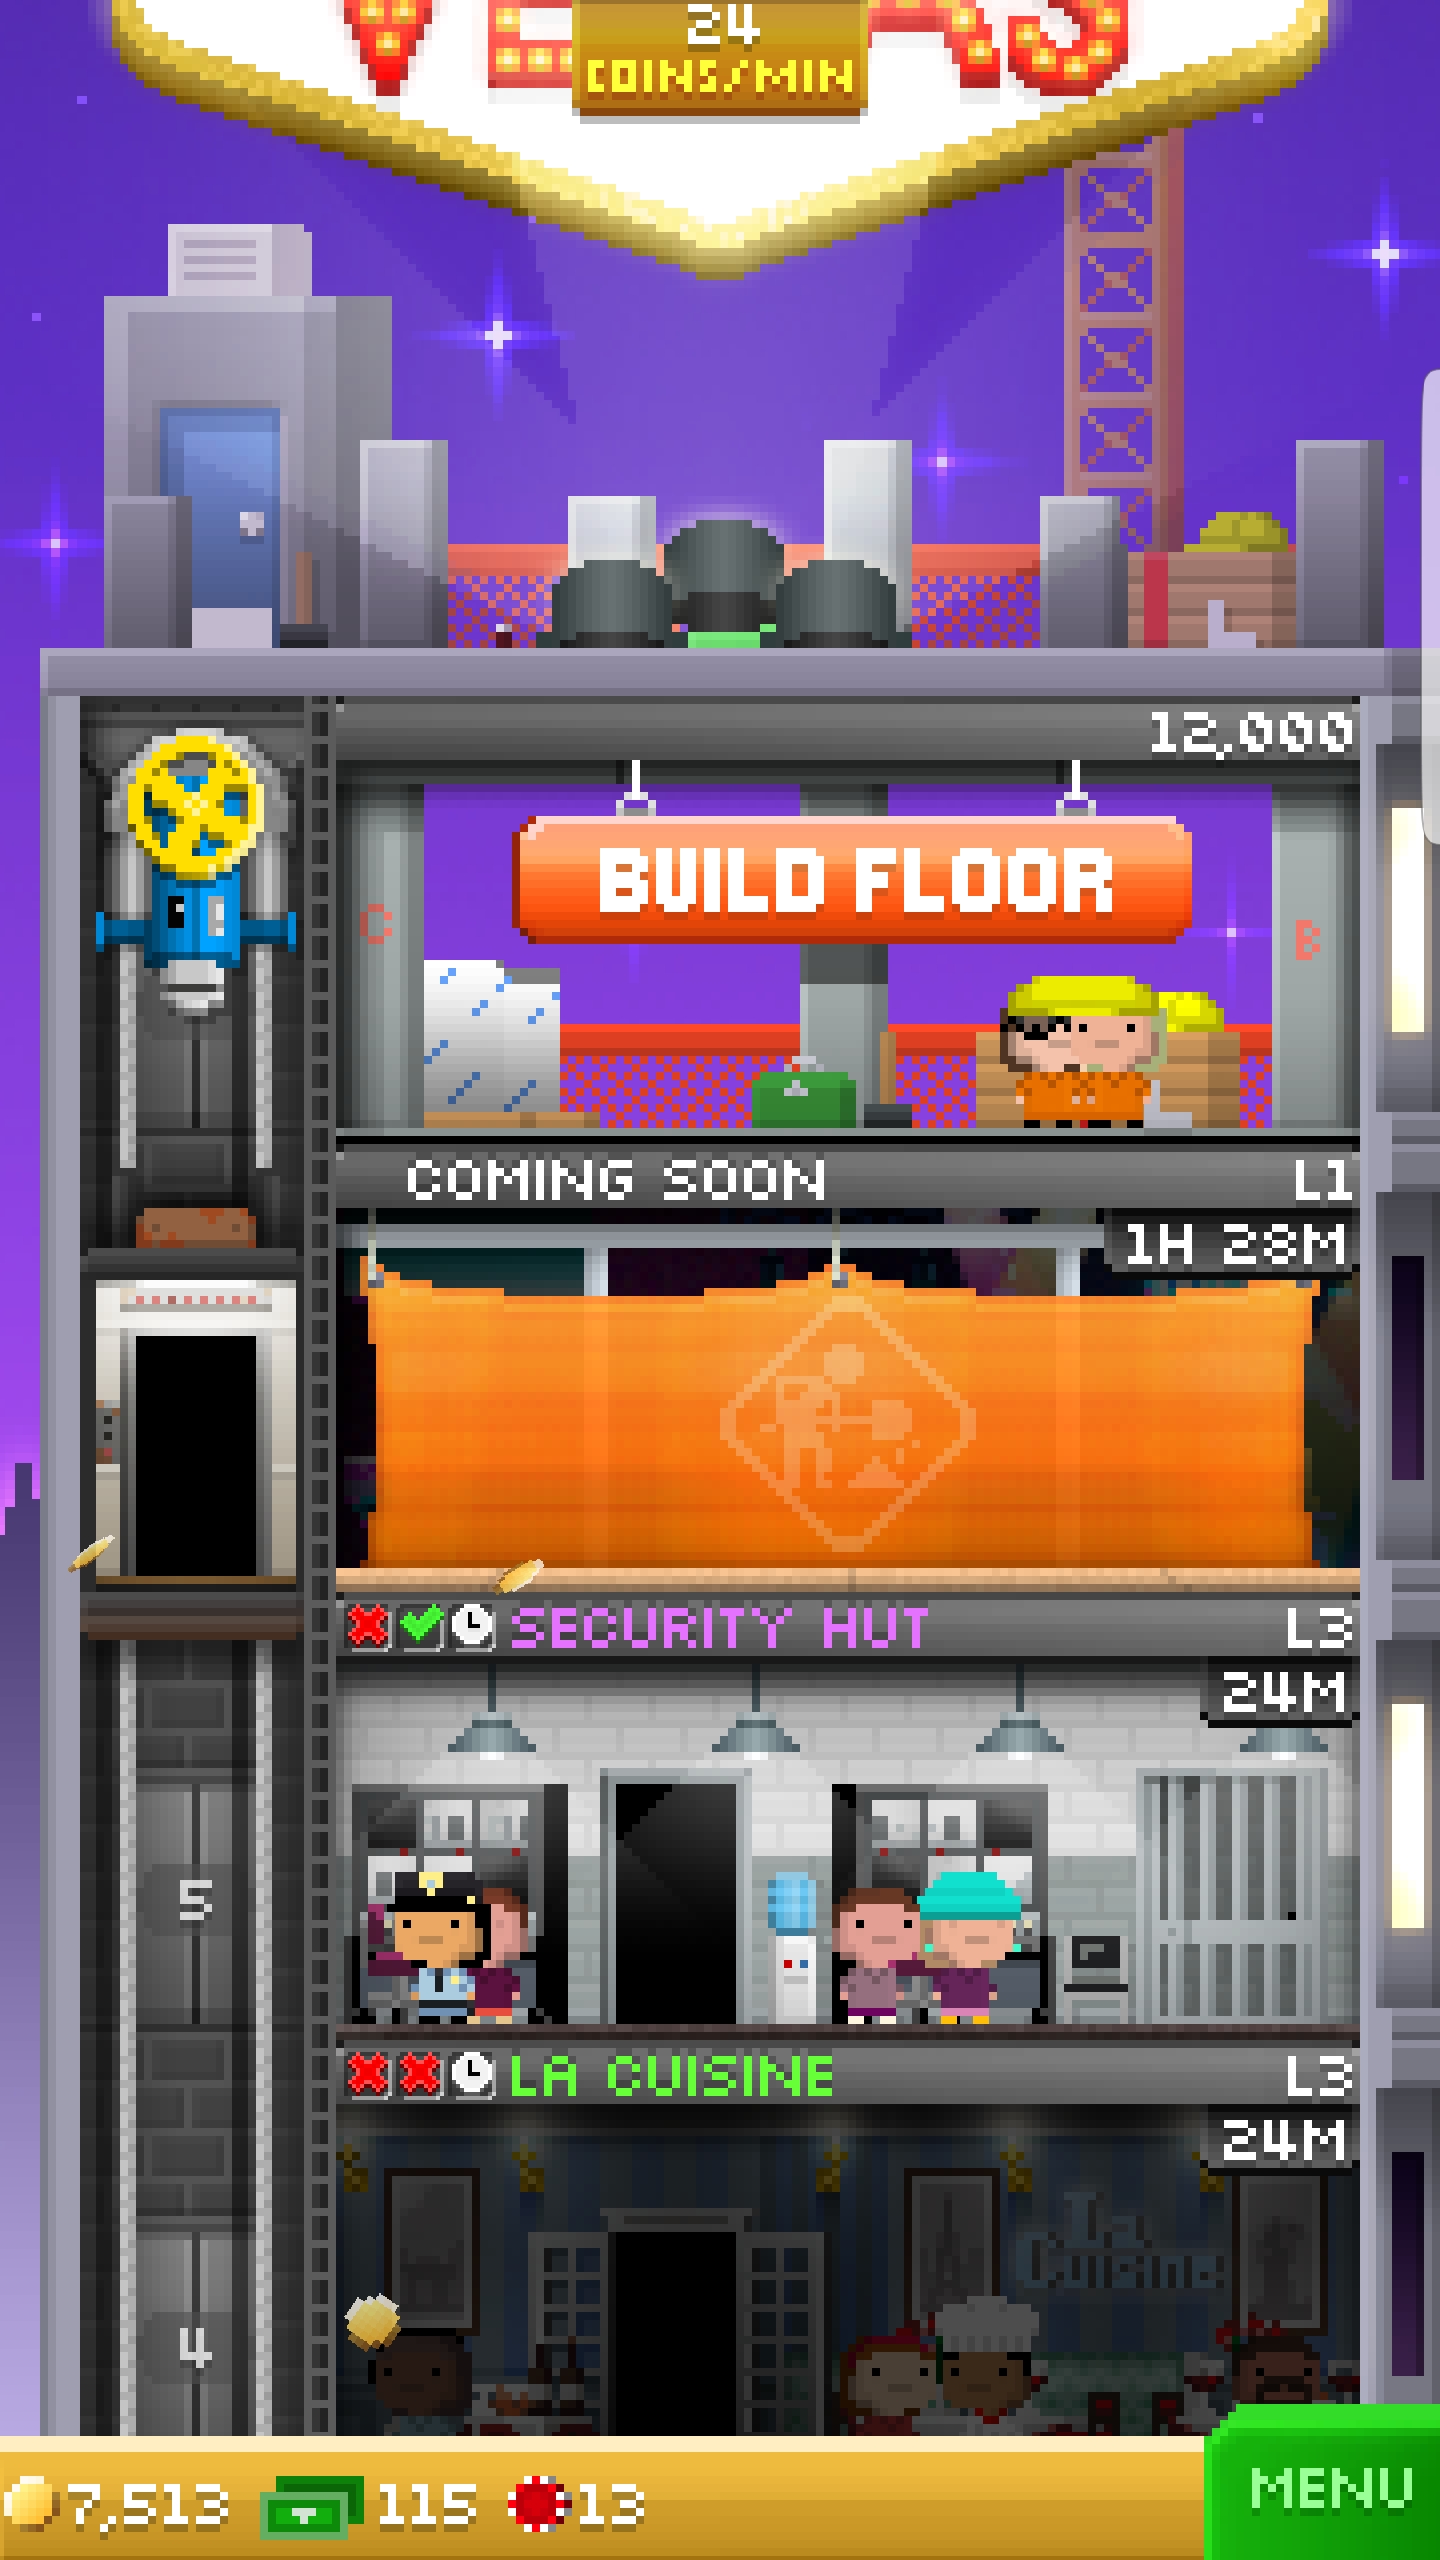 24
COINS/MIN
12,000
BUILD FLOOR
C
B
COMING SOON
L1
1H 28M
SECURITY HUT
L3
24M
5
LA CUISINE
L3
24M
La
Cuisine
4
7,513
115
13
MENU